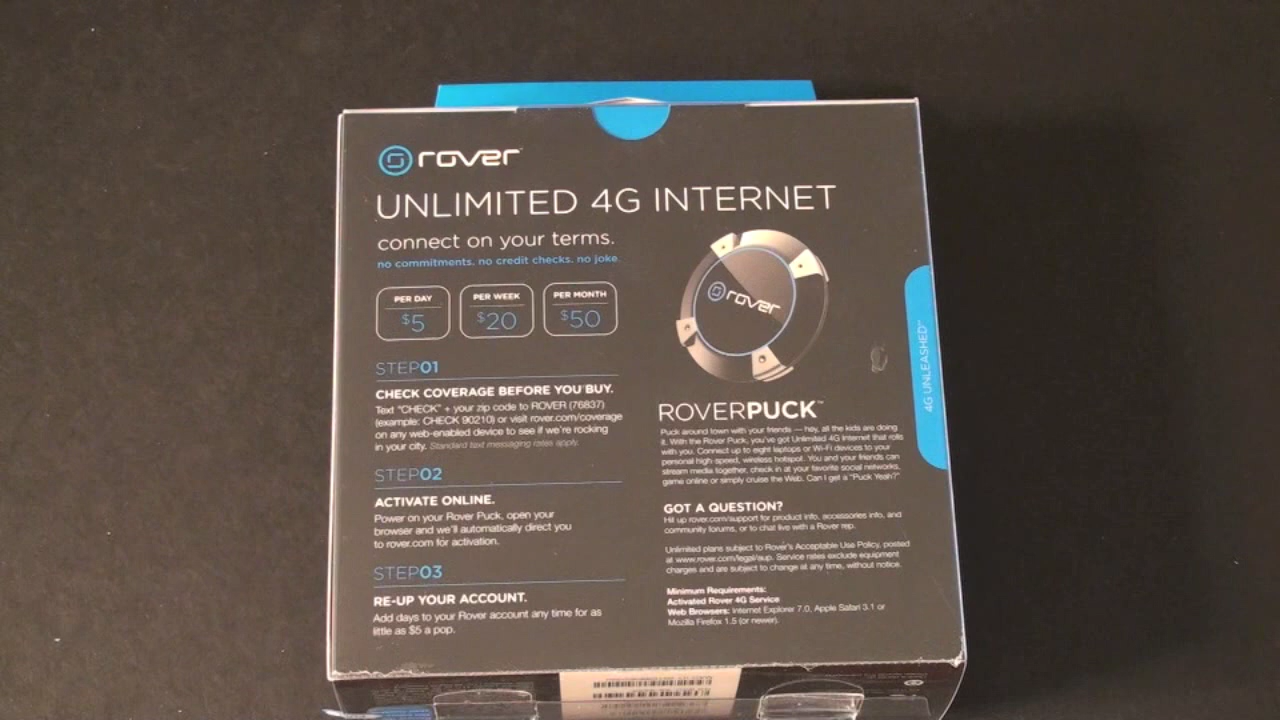 rover™
UNLIMITED 4G INTERNET
connect on your terms.
no commitments. no credit checks. no joke.
PER DAY
$5
PER WEEK
$20
PER MONTH
$50
STEP01
CHECK COVERAGE BEFORE YOU BUY.
Text "CHECK" + your zip code to ROVER (76837)
(example: CHECK 90210) or visit rover.com/coverage
on any web-enabled device to see if we're rocking
in your city. Standard text messaging rates apply.
STEP02
ACTIVATE ONLINE.
Power on your Rover Puck, open your
browser and we'll automatically direct you
to rover.com for activation.
STEP03
RE-UP YOUR ACCOUNT.
Add days to your Rover account any time for as
little as $5 a pop.
rover
ROVERPUCK™
Puck around town with your friends — hey, all the kids are doing
it. With the Rover Puck, you've got Unlimited 4G Internet that rolls
with you. Connect up to eight laptops or Wi-Fi devices to your
personal high-speed, wireless hotspot. You and your friends can
stream media together, check in at your favorite social networks,
game online or simply cruise the Web. Can I get a "Puck Yeah?"
GOT A QUESTION?
Hit up rover.com/support for product info, accessories info, and
community forums, or to chat live with a Rover rep.
Unlimited plans subject to Rover's Acceptable Use Policy, posted
at www.rover.com/legal/aup. Service rates exclude equipment
charges and are subject to change at any time, without notice.
Minimum Requirements:
Activated Rover 4G Service
Web Browsers: Internet Explorer 7.0, Apple Safari 3.1 or
Mozilla Firefox 1.5 (or newer).
4G UNLEASHED™